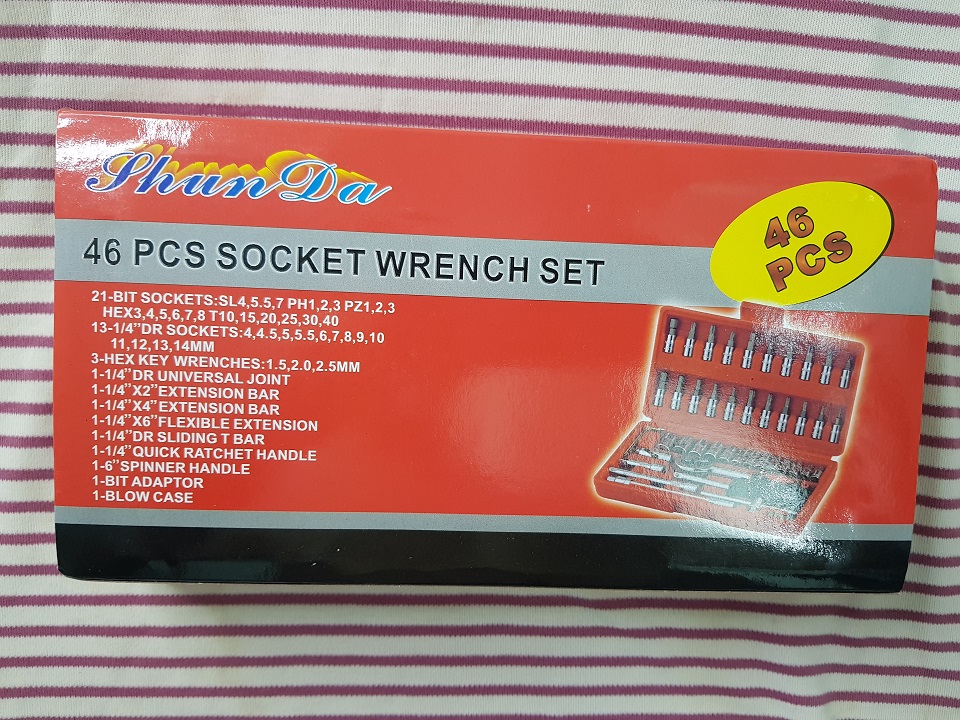 ShunDa
46 PCS SOCKET WRENCH SET
46
PCS
21-BIT SOCKETS:SL4,5.5,7 PH1,2,3 PZ1,2,3
HEX3,4,5,6,7,8 T10,15,20,25,30,40
13-1/4”DR SOCKETS:4,4.5,5,5.5,6,7,8,9,10
11,12,13,14MM
3-HEX KEY WRENCHES:1.5,2.0,2.5MM
1-1/4”DR UNIVERSAL JOINT
1-1/4”X2”EXTENSION BAR
1-1/4”X4”EXTENSION BAR
1-1/4”X6”FLEXIBLE EXTENSION
1-1/4”DR SLIDING T BAR
1-1/4”QUICK RATCHET HANDLE
1-6”SPINNER HANDLE
1-BIT ADAPTOR
1-BLOW CASE